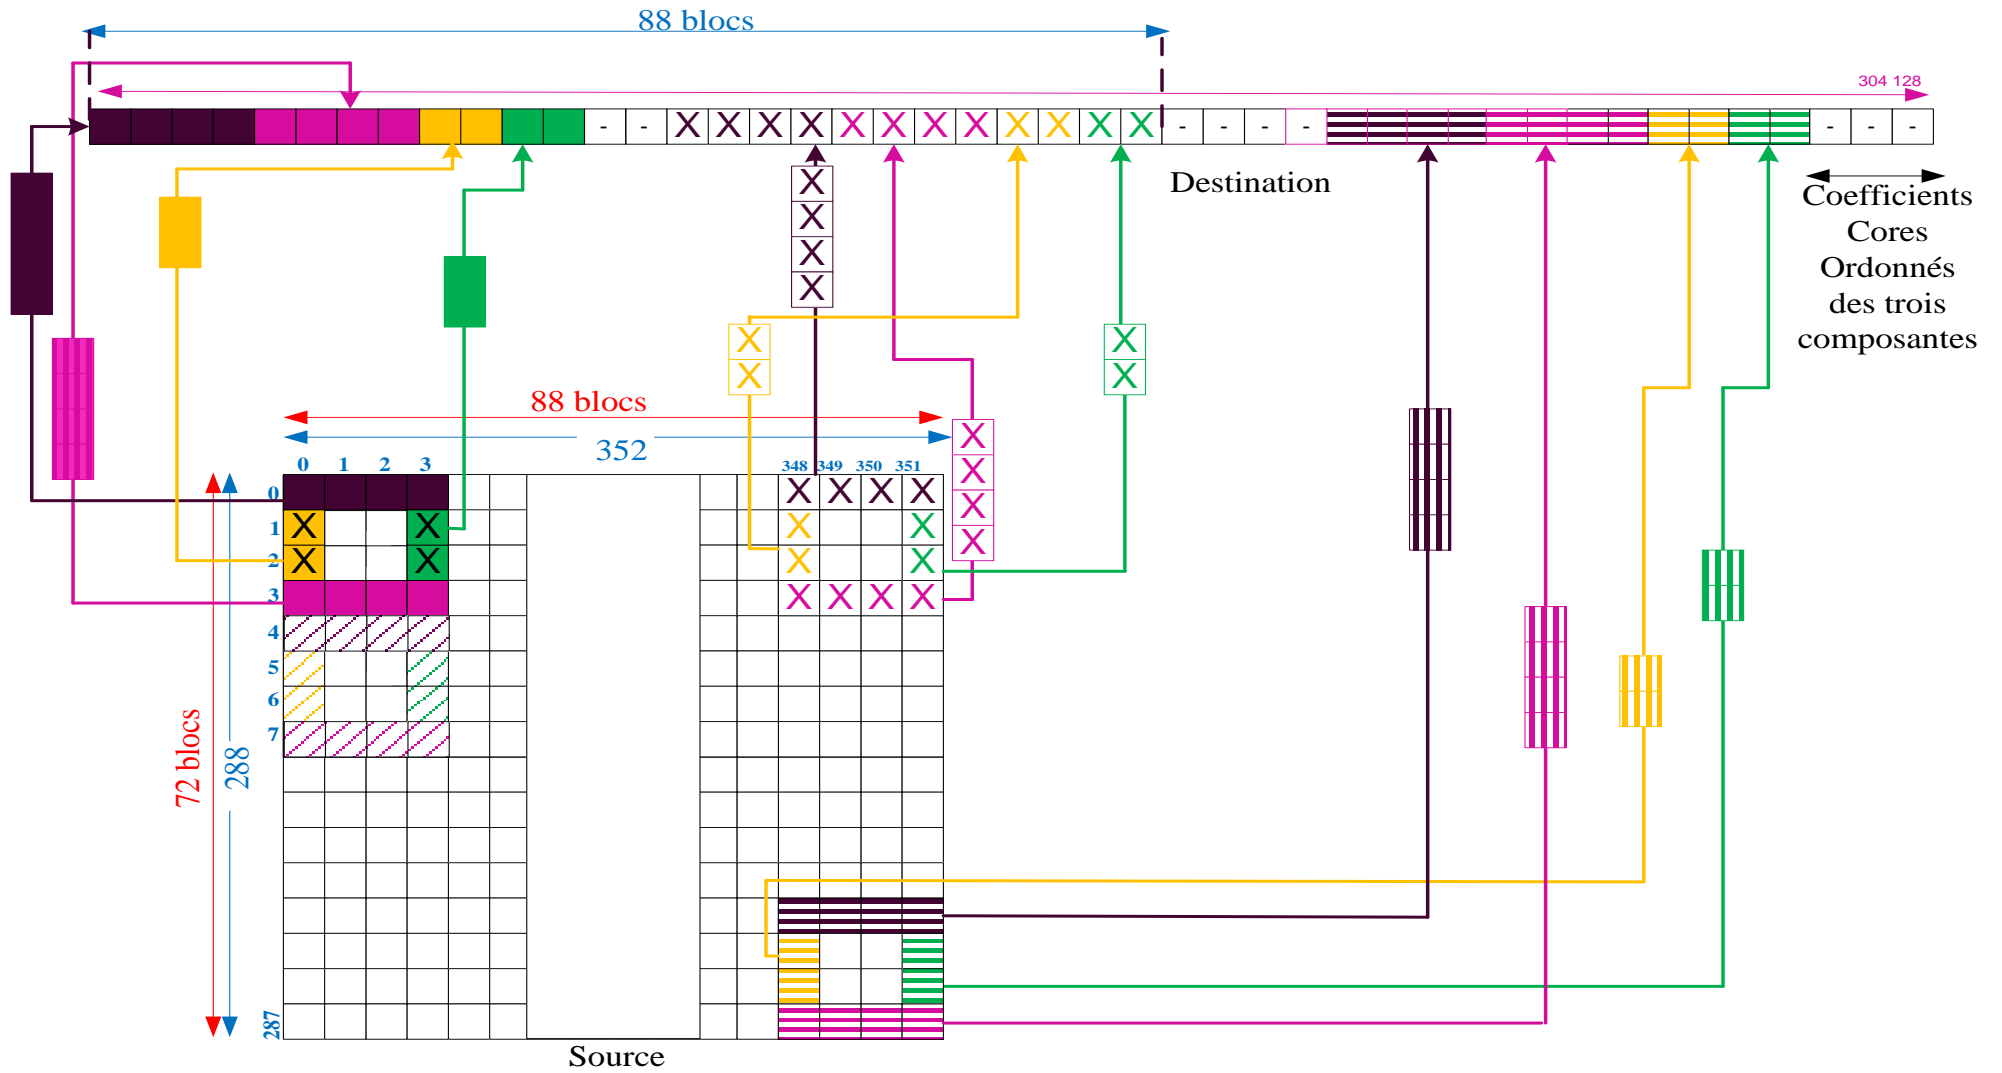 88 blocs
304 128
- - X X X X X X X X X X X X - - - - - - -
Destination
Coefficients
Cores
Ordonnés
des trois
composantes
X
X
X
X
X
X
X
X
88 blocs
352
X
X
X
X
0 1 2 3 348 349 350 351
0 X X X X
1 X X X X
2 X X X X
3 X X X X
4
5
6
7
72 blocs
288
287
Source